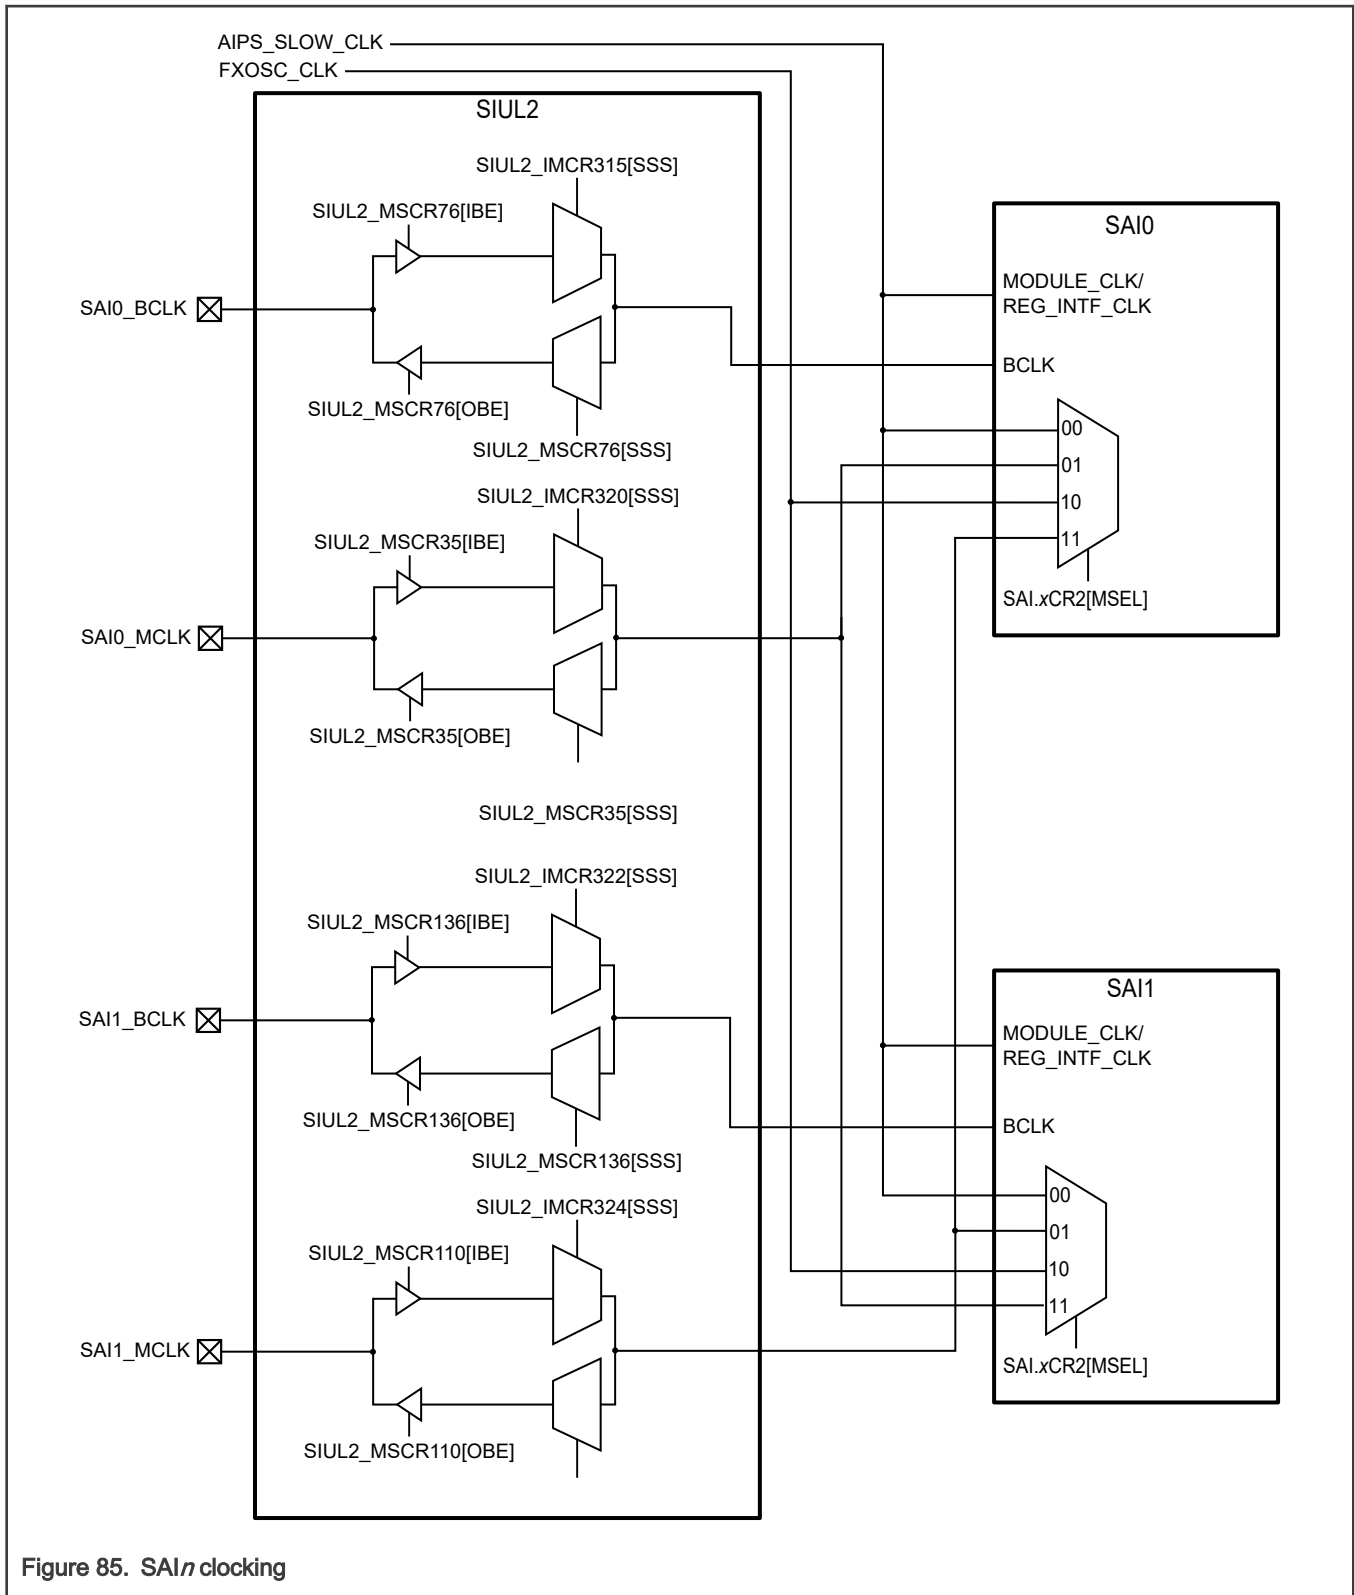 AIPS_SLOW_CLK
FXOSC_CLK
SIUL2
SIUL2_IMCR315[SSS]
SIUL2_MSCR76[IBE]
SAI0_BCLK
SIUL2_MSCR76[OBE]
SIUL2_MSCR76[SSS]
SIUL2_IMCR320[SSS]
SIUL2_MSCR35[IBE]
SAI0_MCLK
SIUL2_MSCR35[OBE]
SIUL2_MSCR35[SSS]
SIUL2_IMCR322[SSS]
SIUL2_MSCR136[IBE]
SAI1_BCLK
SIUL2_MSCR136[OBE]
SIUL2_MSCR136[SSS]
SIUL2_IMCR324[SSS]
SIUL2_MSCR110[IBE]
SAI1_MCLK
SIUL2_MSCR110[OBE]
SAI0
MODULE_CLK/
REG_INTF_CLK
BCLK
00
01
10
11
SAI.xCR2[MSEL]
SAI1
MODULE_CLK/
REG_INTF_CLK
BCLK
00
01
10
11
SAI.xCR2[MSEL]
Figure 85. SAIn clocking